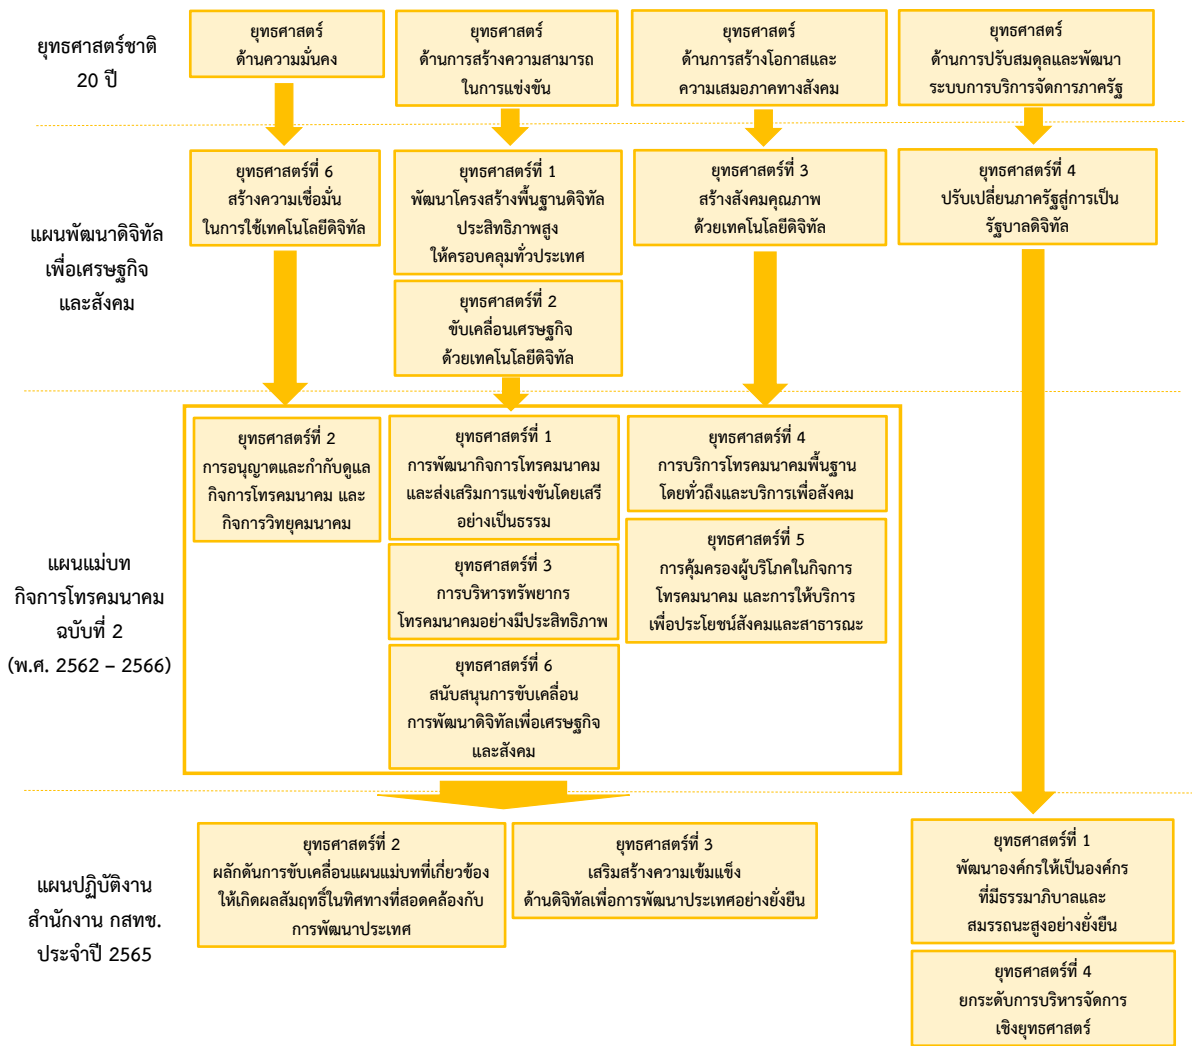 ยุทธศาสตร์ชาติ
20 ปี
ยุทธศาสตร์
ด้านความมั่นคง
ยุทธศาสตร์
ด้านการสร้างความสามารถ
ในการแข่งขัน
ยุทธศาสตร์
ด้านการสร้างโอกาสและ
ความเสมอภาคทางสังคม
ยุทธศาสตร์
ด้านการปรับสมดุลและพัฒนา
ระบบการบริการจัดการภาครัฐ
แผนพัฒนาดิจิทัล
เพื่อเศรษฐกิจ
และสังคม
ยุทธศาสตร์ที่ 6
สร้างความเชื่อมั่น
ในการใช้เทคโนโลยีดิจิทัล
ยุทธศาสตร์ที่ 1
พัฒนาโครงสร้างพื้นฐานดิจิทัล
ประสิทธิภาพสูง
ให้ครอบคลุมทั่วประเทศ
ยุทธศาสตร์ที่ 2
ขับเคลื่อนเศรษฐกิจ
ด้วยเทคโนโลยีดิจิทัล
ยุทธศาสตร์ที่ 3
สร้างสังคมคุณภาพ
ด้วยเทคโนโลยีดิจิทัล
ยุทธศาสตร์ที่ 4
ปรับเปลี่ยนภาครัฐสู่การเป็น
รัฐบาลดิจิทัล
แผนแม่บท
กิจการโทรคมนาคม
ฉบับที่ 2
(พ.ศ. 2562 – 2566)
ยุทธศาสตร์ที่ 2
การอนุญาตและกำกับดูแล
กิจการโทรคมนาคม และ
กิจการวิทยุคมนาคม
ยุทธศาสตร์ที่ 1
การพัฒนากิจการโทรคมนาคม
และส่งเสริมการแข่งขันโดยเสรี
อย่างเป็นธรรม
ยุทธศาสตร์ที่ 3
การบริหารทรัพยากร
โทรคมนาคมอย่างมีประสิทธิภาพ
ยุทธศาสตร์ที่ 6
สนับสนุนการขับเคลื่อน
การพัฒนาดิจิทัลเพื่อเศรษฐกิจ
และสังคม
ยุทธศาสตร์ที่ 4
การบริการโทรคมนาคมพื้นฐาน
โดยทั่วถึงและบริการเพื่อสังคม
ยุทธศาสตร์ที่ 5
การคุ้มครองผู้บริโภคในกิจการ
โทรคมนาคม และการให้บริการ
เพื่อประโยชน์สังคมและสาธารณะ
แผนปฏิบัติงาน
สำนักงาน กสทช.
ประจำปี 2565
ยุทธศาสตร์ที่ 2
ผลักดันการขับเคลื่อนแผนแม่บทที่เกี่ยวข้อง
ให้เกิดผลสัมฤทธิ์ในทิศทางที่สอดคล้องกับ
การพัฒนาประเทศ
ยุทธศาสตร์ที่ 3
เสริมสร้างความเข้มแข็ง
ด้านดิจิทัลเพื่อการพัฒนาประเทศอย่างยั่งยืน
ยุทธศาสตร์ที่ 1
พัฒนาองค์กรให้เป็นองค์กร
ที่มีธรรมาภิบาลและ
สมรรถนะสูงอย่างยั่งยืน
ยุทธศาสตร์ที่ 4
ยกระดับการบริหารจัดการ
เชิงยุทธศาสตร์